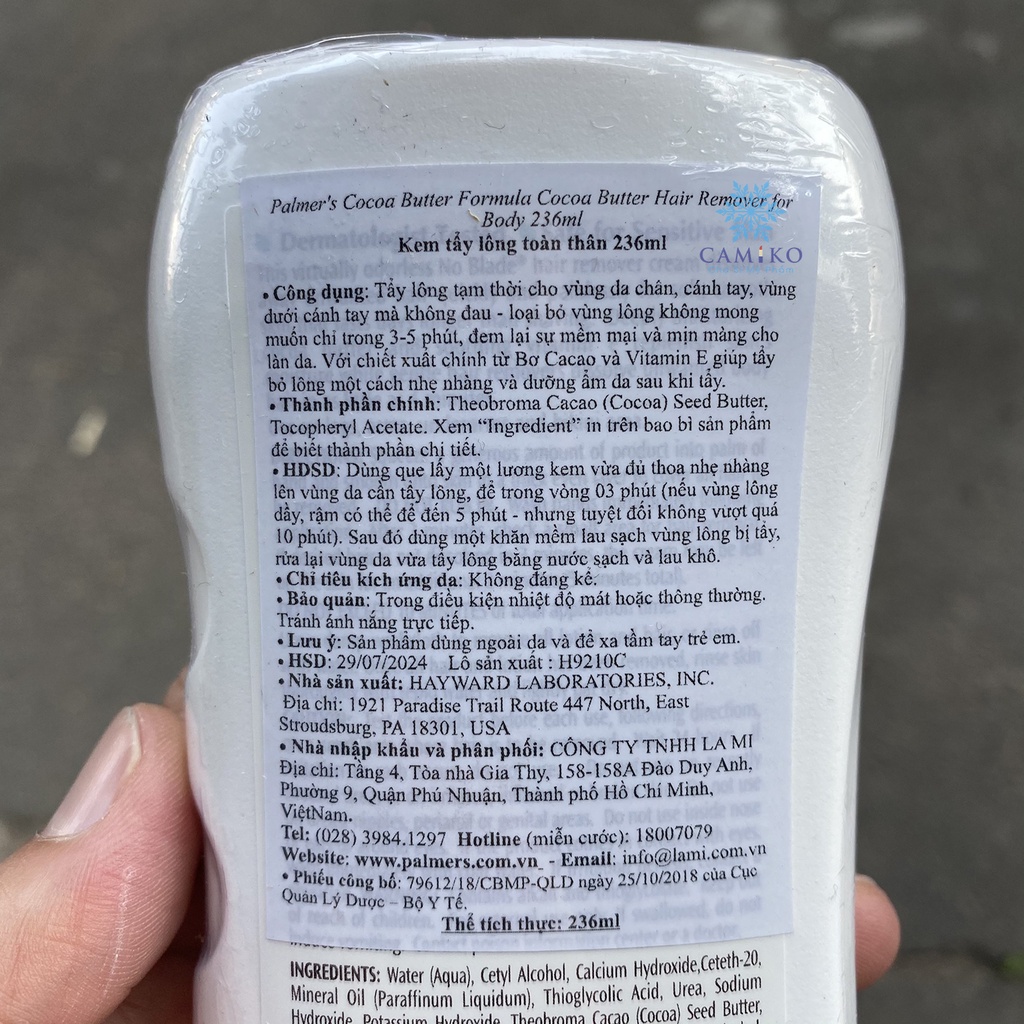 Palmer's Cocoa Butter Formula Cocoa Butter Hair Remover for
Body 236ml
Kem tẩy lông toàn thân 236ml
CAMIKO
• Công dụng: Tẩy lông tạm thời cho vùng da chân, cánh tay, vùng
dưới cánh tay mà không đau - loại bỏ vùng lông không mong
muốn chỉ trong 3-5 phút, đem lại sự mềm mại và mịn màng cho
làn da. Với chiết xuất chính từ Bơ Cacao và Vitamin E giúp tẩy
bỏ lông một cách nhẹ nhàng và dưỡng ẩm da sau khi tẩy.
• Thành phần chính: Theobroma Cacao (Cocoa) Seed Butter,
Tocopheryl Acetate. Xem “Ingredient” in trên bao bì sản phẩm
để biết thành phần chi tiết.
• HDSD: Dùng que lấy một lương kem vừa đủ thoa nhẹ nhàng
lên vùng da cần tẩy lông, để trong vòng 03 phút (nếu vùng lông
dầy, rậm có thể để đến 5 phút - nhưng tuyệt đối không vượt quá
10 phút). Sau đó dùng một khăn mềm lau sạch vùng lông bị tẩy,
rửa lại vùng da vừa tẩy lông bằng nước sạch và lau khô.
• Chỉ tiêu kích ứng da: Không đáng kể.
• Bảo quản: Trong điều kiện nhiệt độ mát hoặc thông thường.
Tránh ánh nắng trực tiếp.
• Lưu ý: Sản phẩm dùng ngoài da và để xa tầm tay trẻ em.
• HSD: 29/07/2024 Lô sản xuất : H9210C
• Nhà sản xuất: HAYWARD LABORATORIES, INC.
Địa chỉ: 1921 Paradise Trail Route 447 North, East
Stroudsburg, PA 18301, USA
• Nhà nhập khẩu và phân phối: CÔNG TY TNHH LA MI
Địa chỉ: Tầng 4, Tòa nhà Gia Thy, 158-158A Đào Duy Anh,
Phường 9, Quận Phú Nhuận, Thành phố Hồ Chí Minh,
ViệtNam.
Tel: (028) 3984.1297 Hotline (miễn cước): 18007079
Website: www.palmers.com.vn - Email: info@lami.com.vn
• Phiếu công bố: 79612/18/CBMP-QLD ngày 25/10/2018 của Cục
Quản Lý Dược – Bộ Y Tế.
Thể tích thực: 236ml
INGREDIENTS: Water (Aqua), Cetyl Alcohol, Calcium Hydroxide,Ceteth-20,
Mineral Oil (Paraffinum Liquidum), Thioglycolic Acid, Urea, Sodium
Hydroxide, Potassium Hydroxide, Theobroma Cacao (Cocoa) Seed Butter,